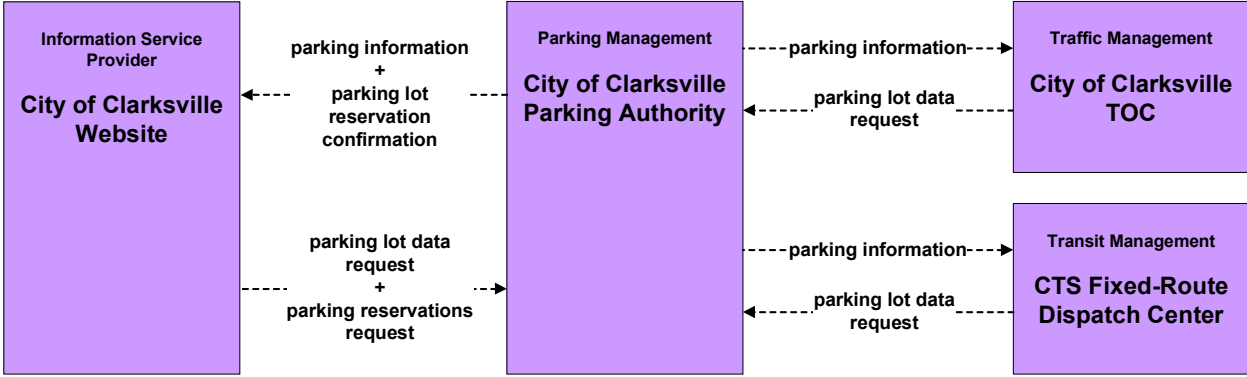 Information Service
Provider
City of Clarksville
Website
parking information
+
parking lot
reservation
confirmation
parking lot data
request
+
parking reservations
request
Parking Management
City of Clarksville
Parking Authority
parking information
parking lot data
request
parking information
parking lot data
request
Traffic Management
City of Clarksville
TOC
Transit Management
CTS Fixed-Route
Dispatch Center